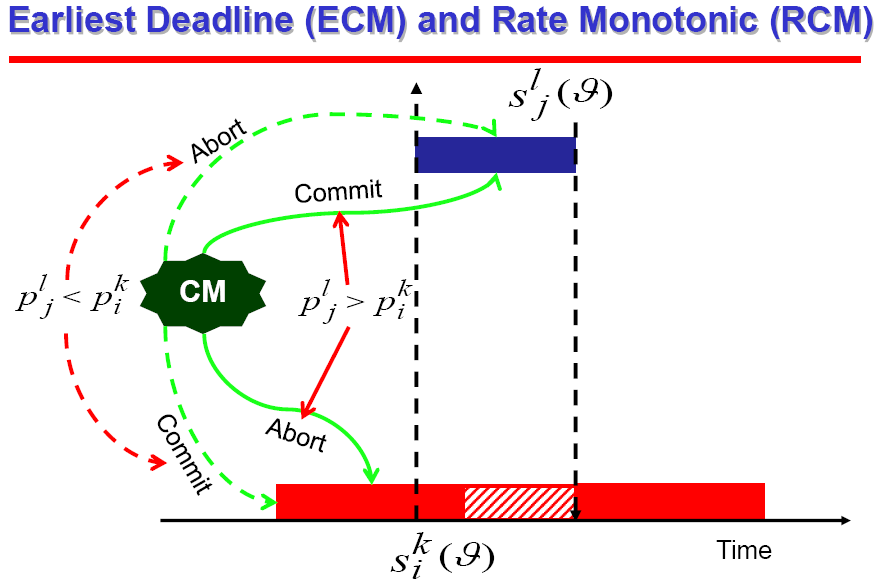 Earliest Deadline (ECM) and Rate Monotonic (RCM)
s_j^l(ϑ)
Abort
Commit
p_j^l < p_i^k
CM
p_j^l > p_i^k
Abort
Commit
s_i^k(ϑ)
Time